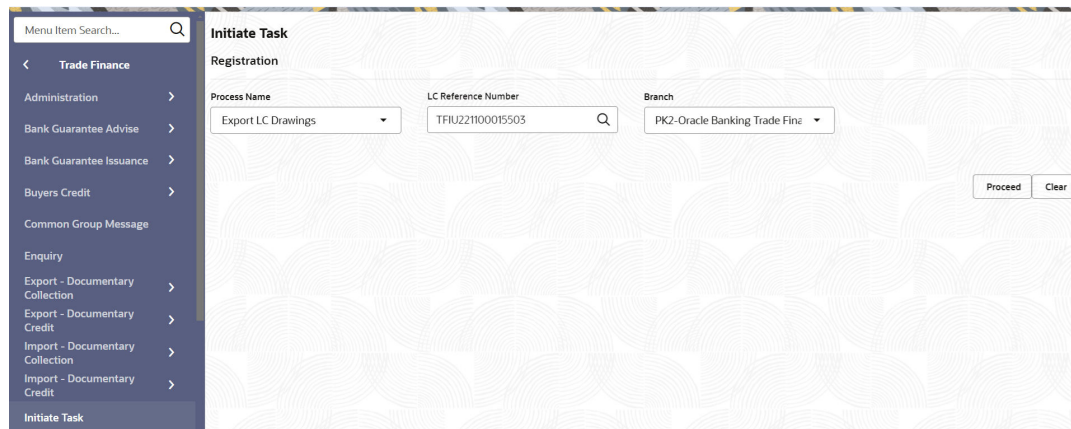 Menu Item Search...
Trade Finance
Administration
Bank Guarantee Advise
Bank Guarantee Issuance
Buyers Credit
Common Group Message
Enquiry
Export - Documentary
Collection
Export - Documentary
Credit
Import - Documentary
Collection
Import - Documentary
Credit
Initiate Task
Initiate Task
Registration
Process Name
LC Reference Number
Branch
Export LC Drawings
TFIU221100015503
PK2-Oracle Banking Trade Fina
Proceed
Clear